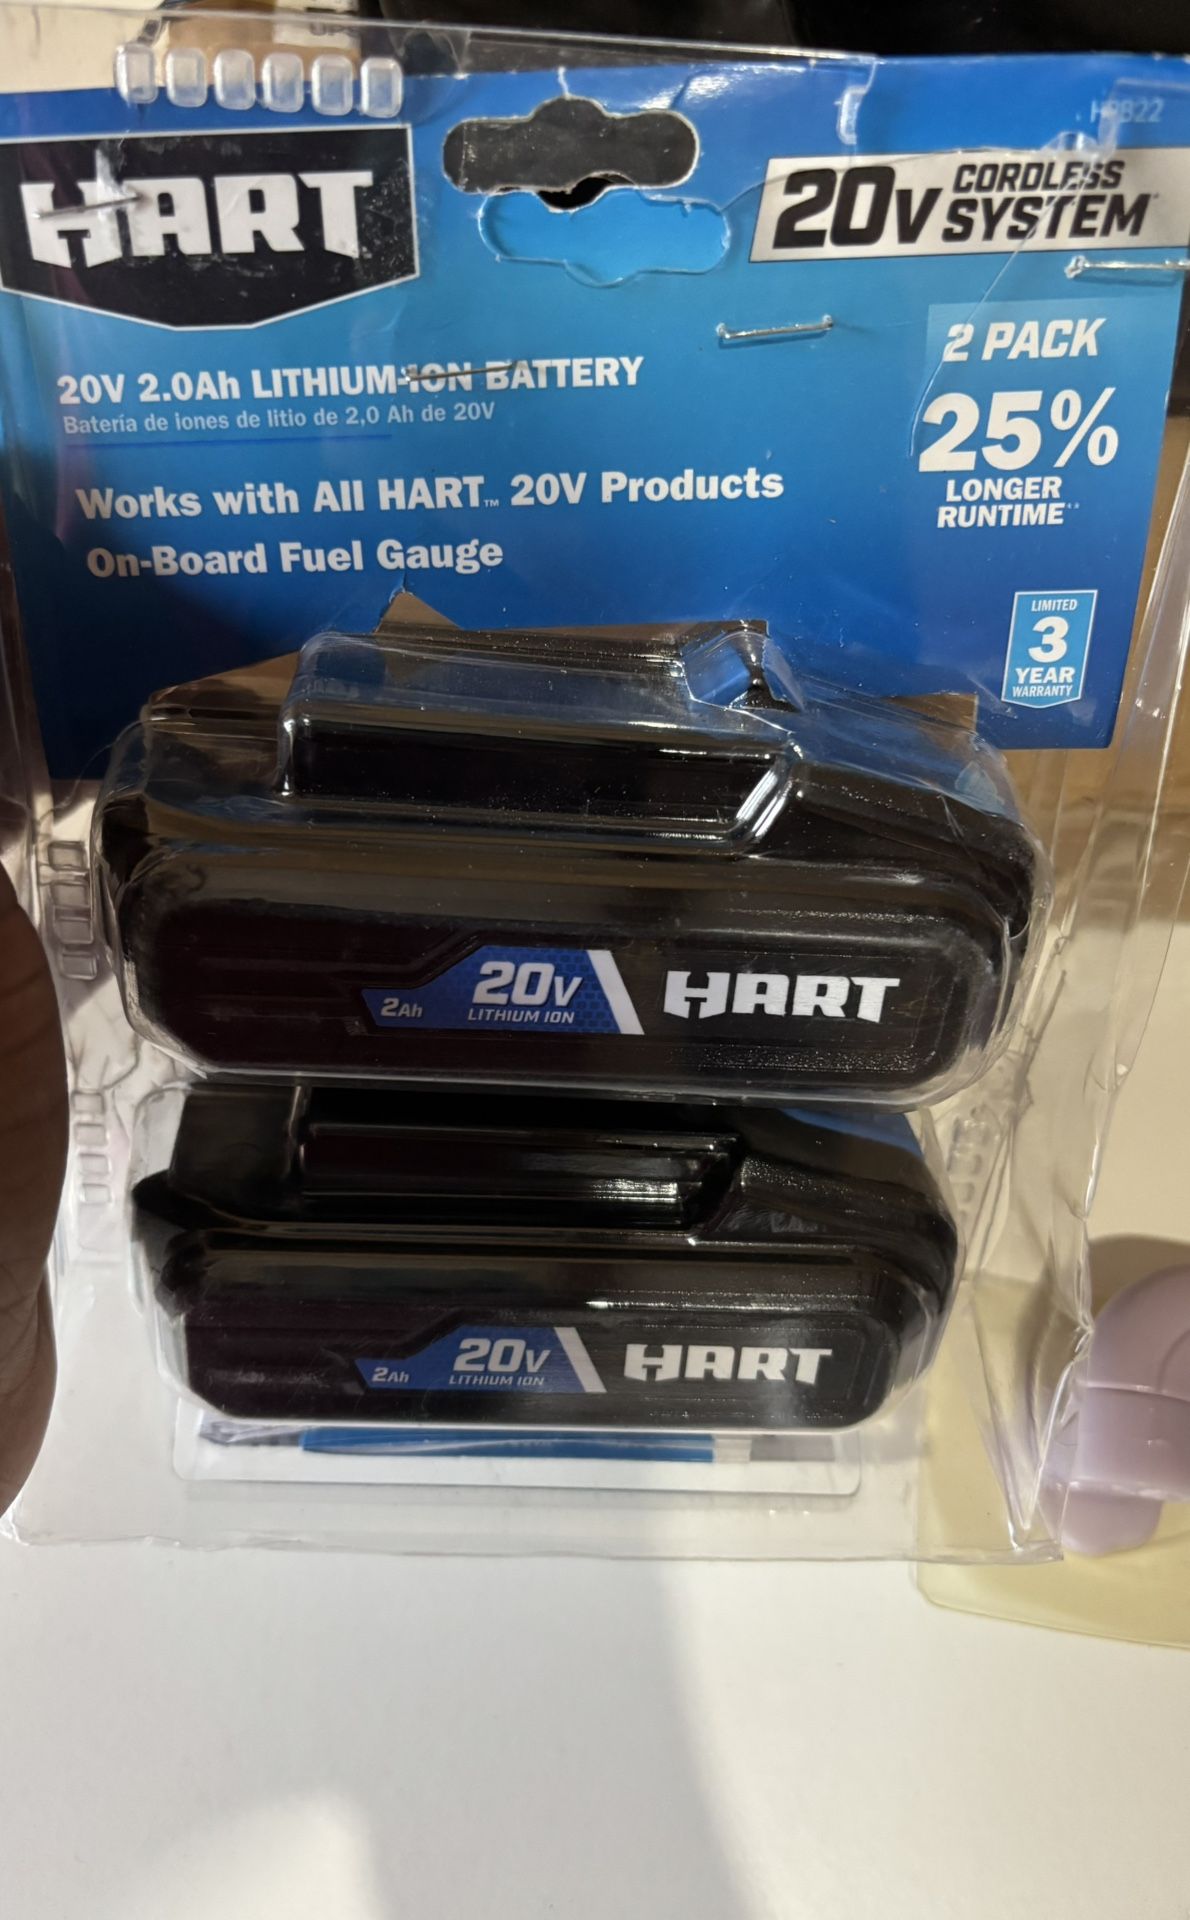 HPB22
HART
20V CORDLESS SYSTEM
2 PACK
20V 2.0Ah LITHIUM-ION BATTERY
Batería de iones de litio de 2,0 Ah de 20V
25%
LONGER
RUNTIME**
Works with All HART™ 20V Products
On-Board Fuel Gauge
LIMITED
3
YEAR
WARRANTY
2Ah 20V LITHIUM ION HART
2Ah 20V LITHIUM ION HART